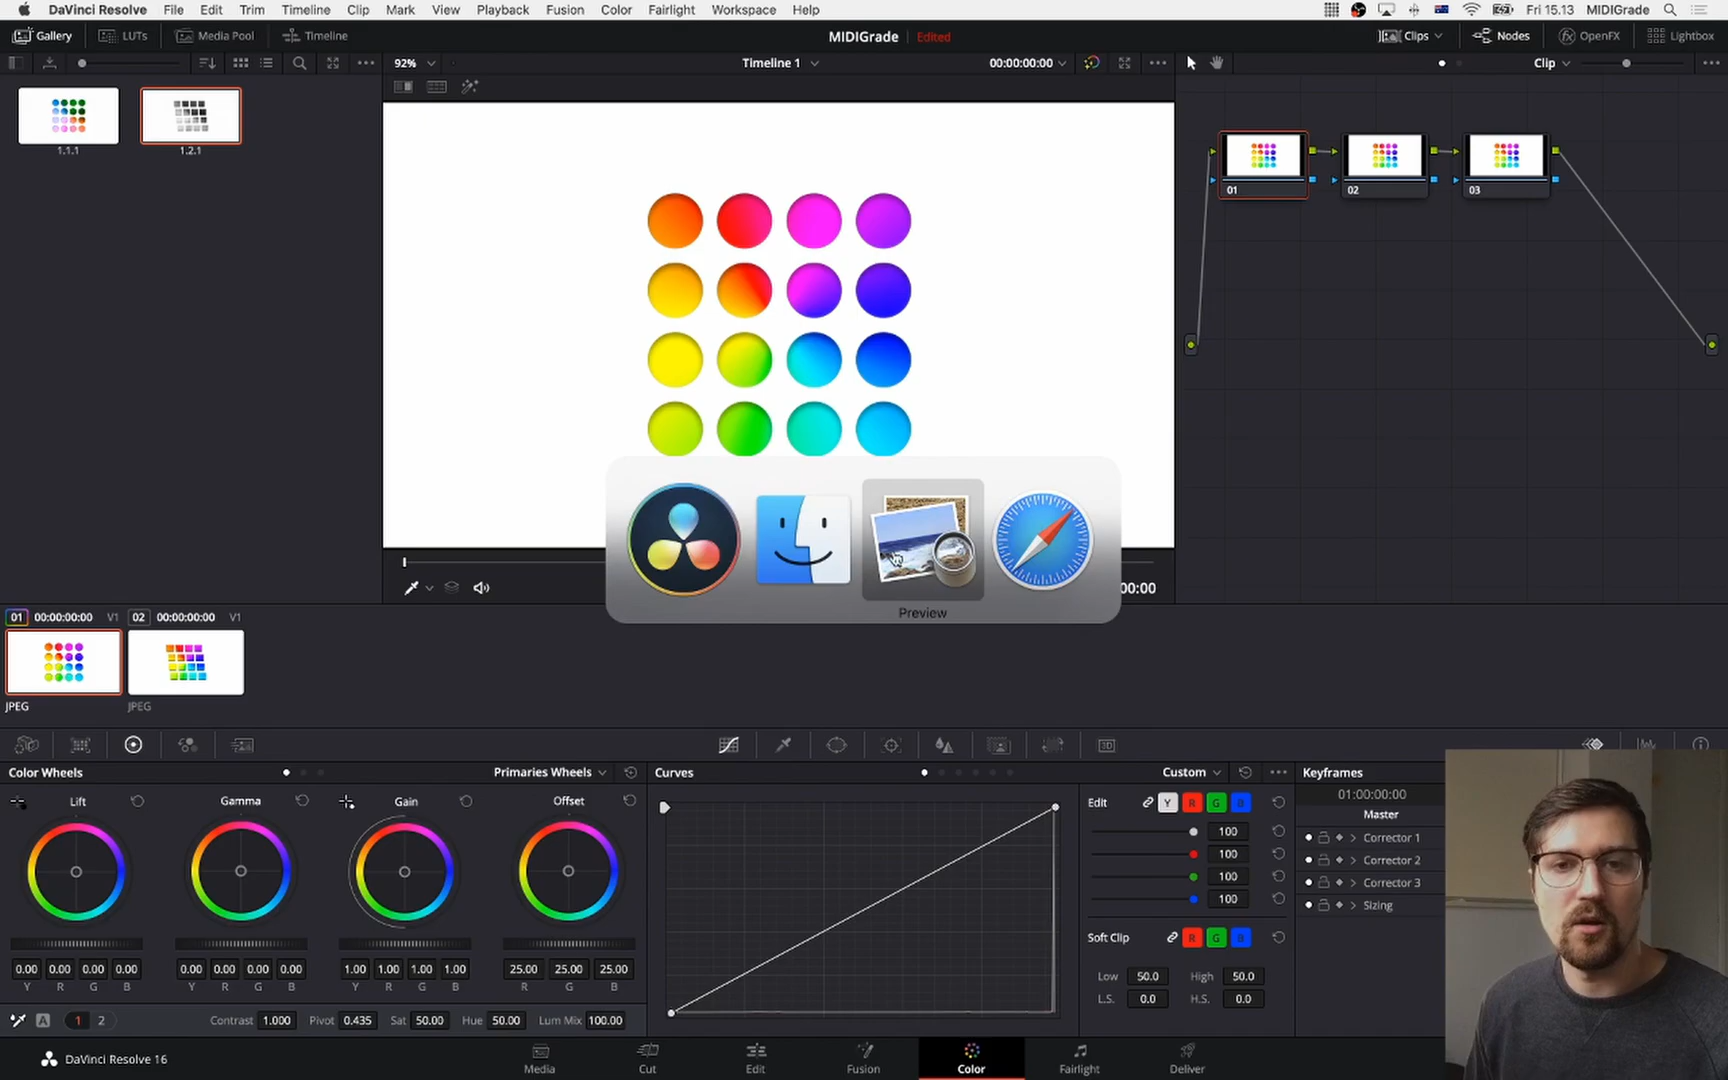 DaVinci Resolve File Edit Trim Timeline Clip Mark View Playback Fusion Color Fairlight Workspace Help Fri 15.13 MIDIGrade
Gallery LUTs Media Pool Timeline MIDIGrade Edited Clips Nodes OpenFX Lightbox
92% Timeline 1 00:00:00:00 Clip
1.1.1 1.2.1
01 02 03
Preview
00:00
01 00:00:00:00 V1 02 00:00:00:00 V1
JPEG JPEG
Color Wheels Primaries Wheels Curves Custom Keyframes
01:00:00:00
Lift Gamma Gain Offset Edit Y R G B
Master
100
Corrector 1
100
Corrector 2
100
Corrector 3
100
Sizing
Soft Clip R G B
0.00 0.00 0.00 0.00 0.00 0.00 0.00 0.00 1.00 1.00 1.00 1.00 25.00 25.00 25.00 Low 50.0 High 50.0
Y R G B Y R G B Y R G B R G B L.S. 0.0 H.S. 0.0
A 1 2 Contrast 1.000 Pivot 0.435 Sat 50.00 Hue 50.00 Lum Mix 100.00
DaVinci Resolve 16 Media Cut Edit Fusion Color Fairlight Deliver